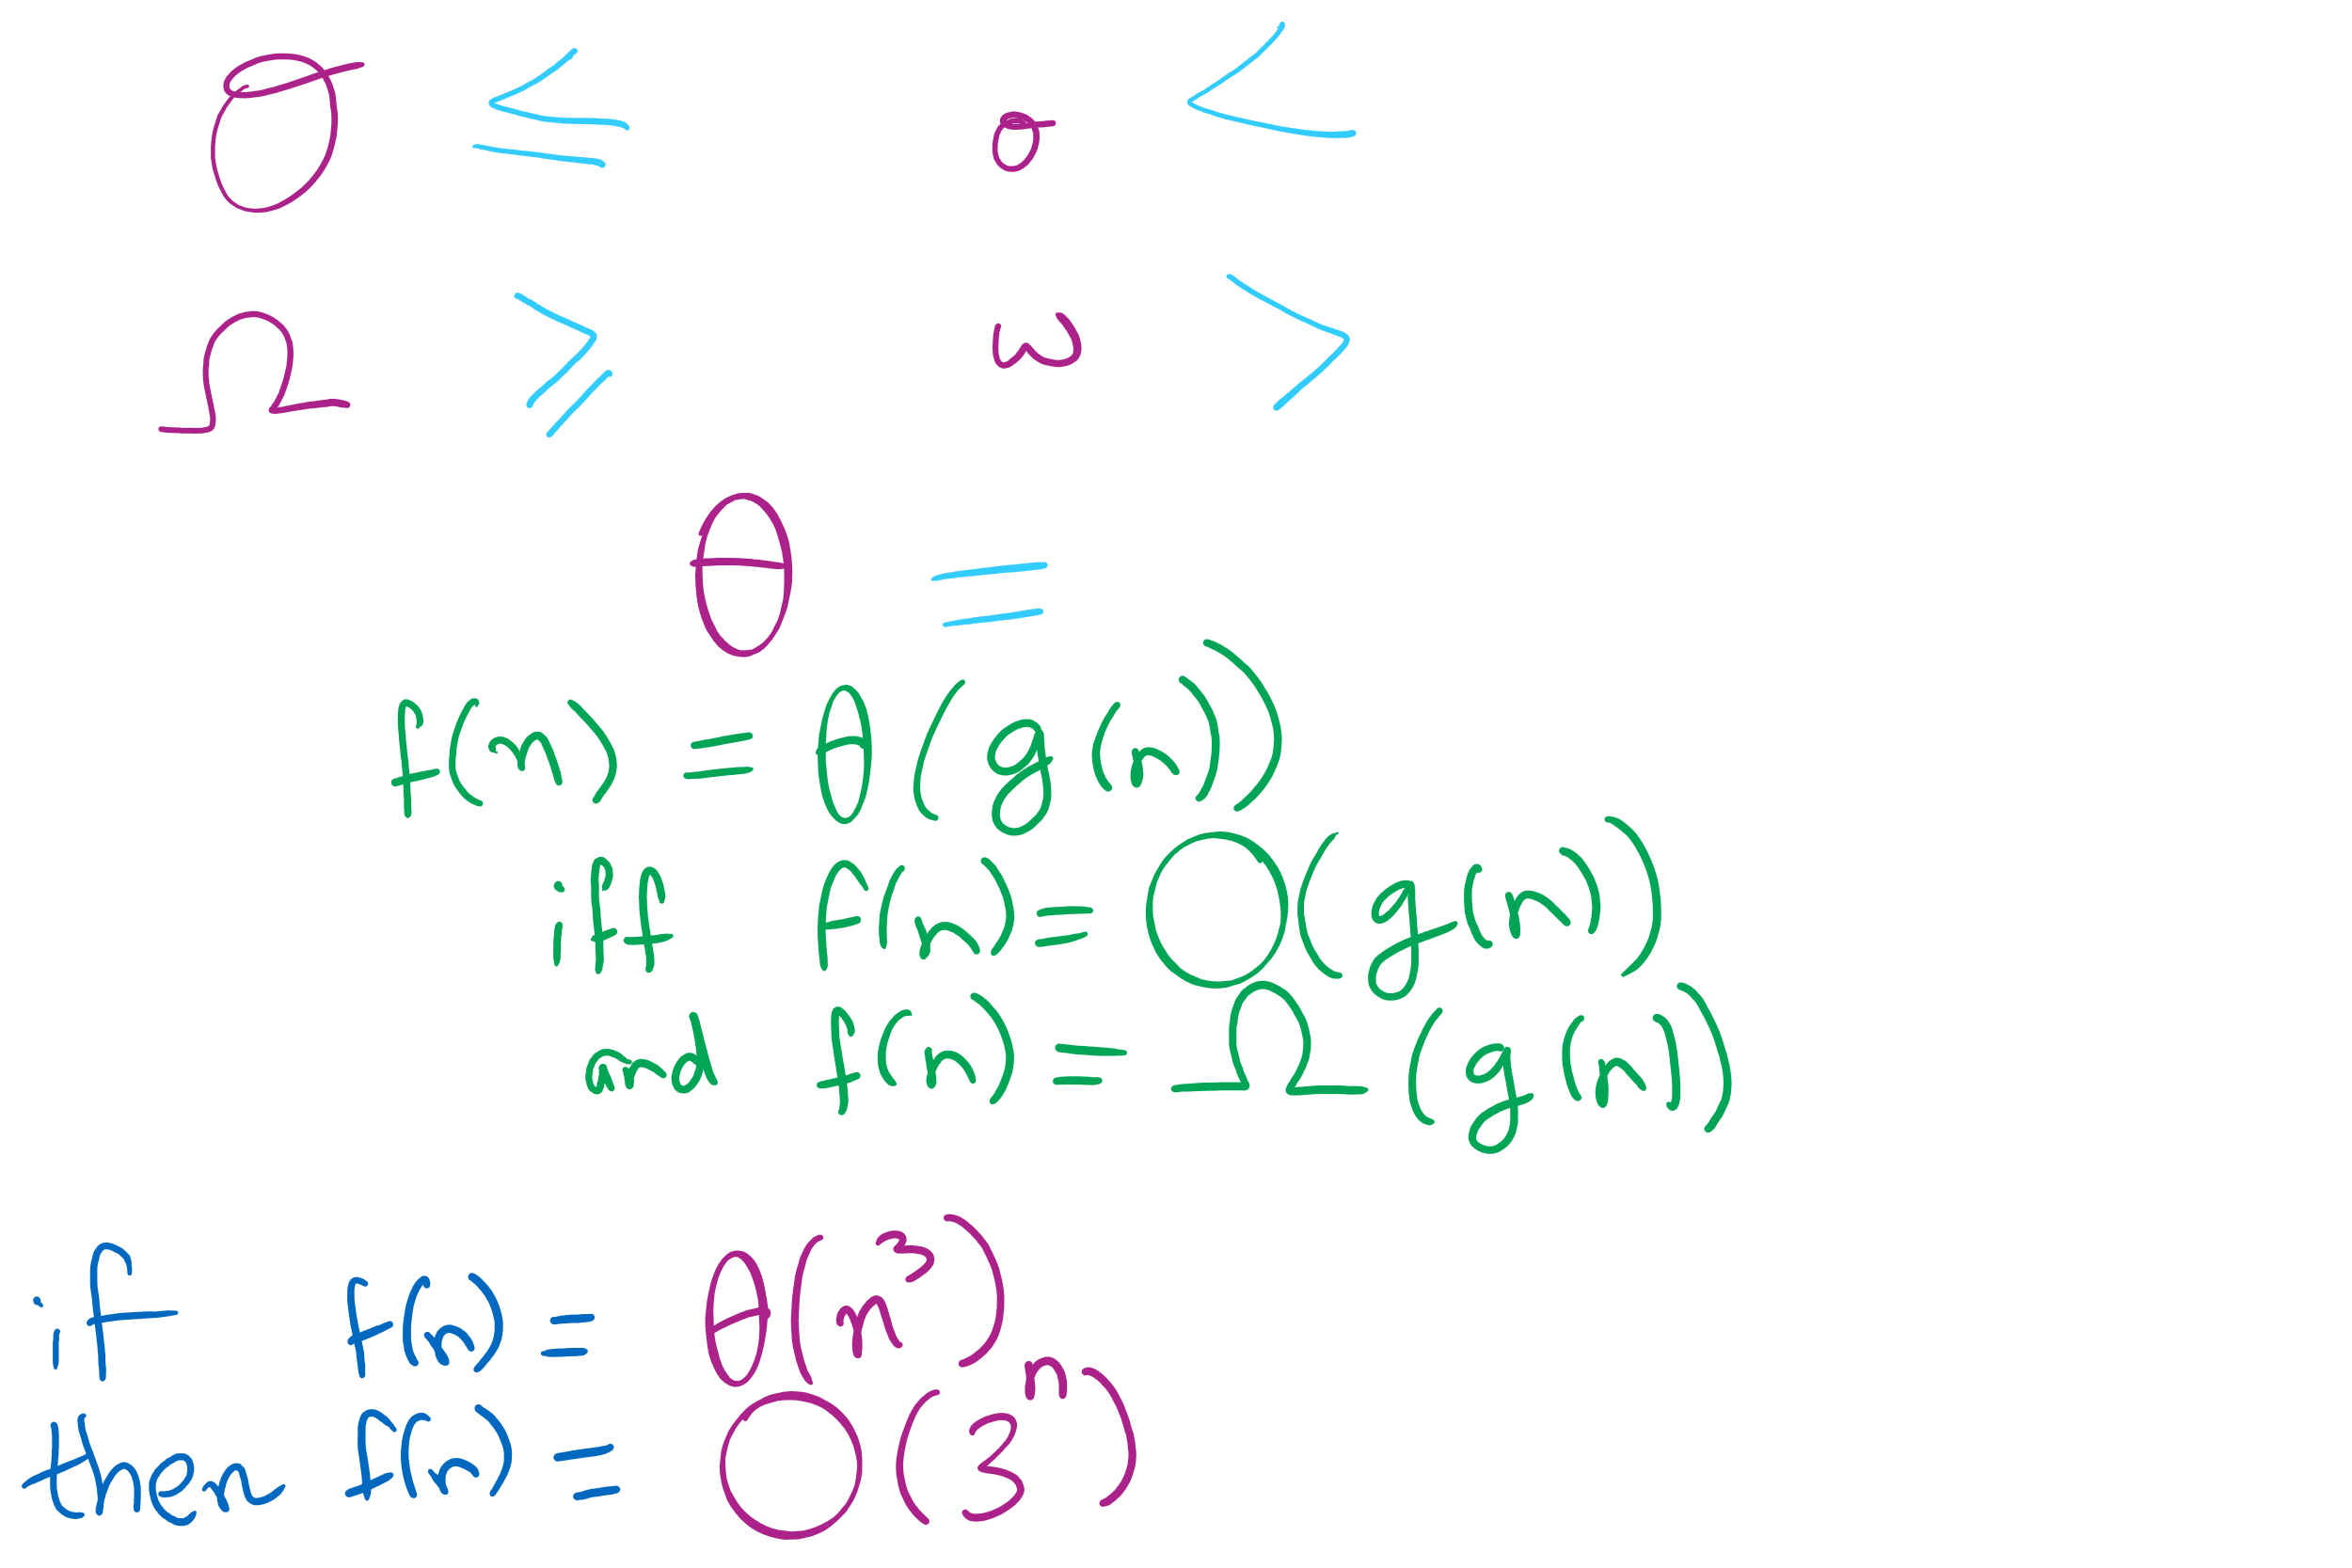 O ≤ o <
Ω ≥ ω >
θ =
f(n) = θ(g(n))
iff f(n) = O(g(n))
and f(n) = Ω(g(n))
if f(n) = θ(n³)
then f(n) = O(3ⁿ)